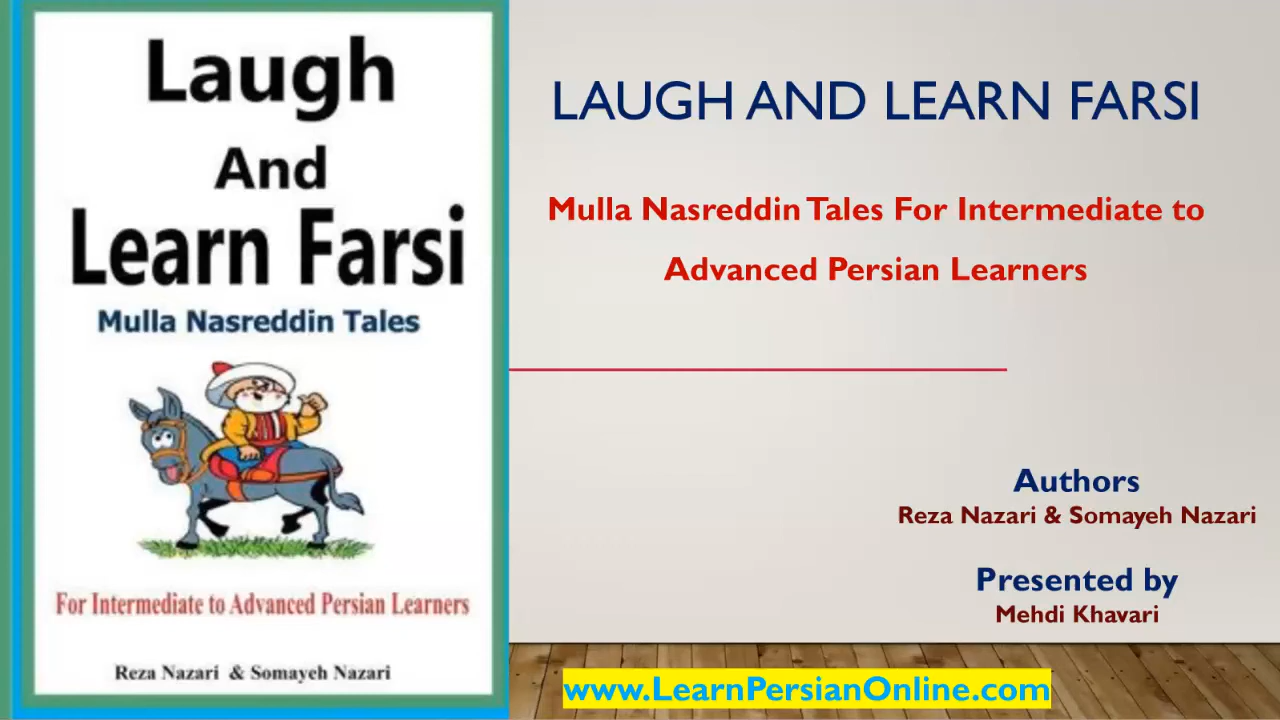 Laugh
And
Learn Farsi
Mulla Nasreddin Tales
For Intermediate to Advanced Persian Learners
Reza Nazari & Somayeh Nazari
LAUGH AND LEARN FARSI
Mulla Nasreddin Tales For Intermediate to
Advanced Persian Learners
Authors
Reza Nazari & Somayeh Nazari
Presented by
Mehdi Khavari
www.LearnPersianOnline.com